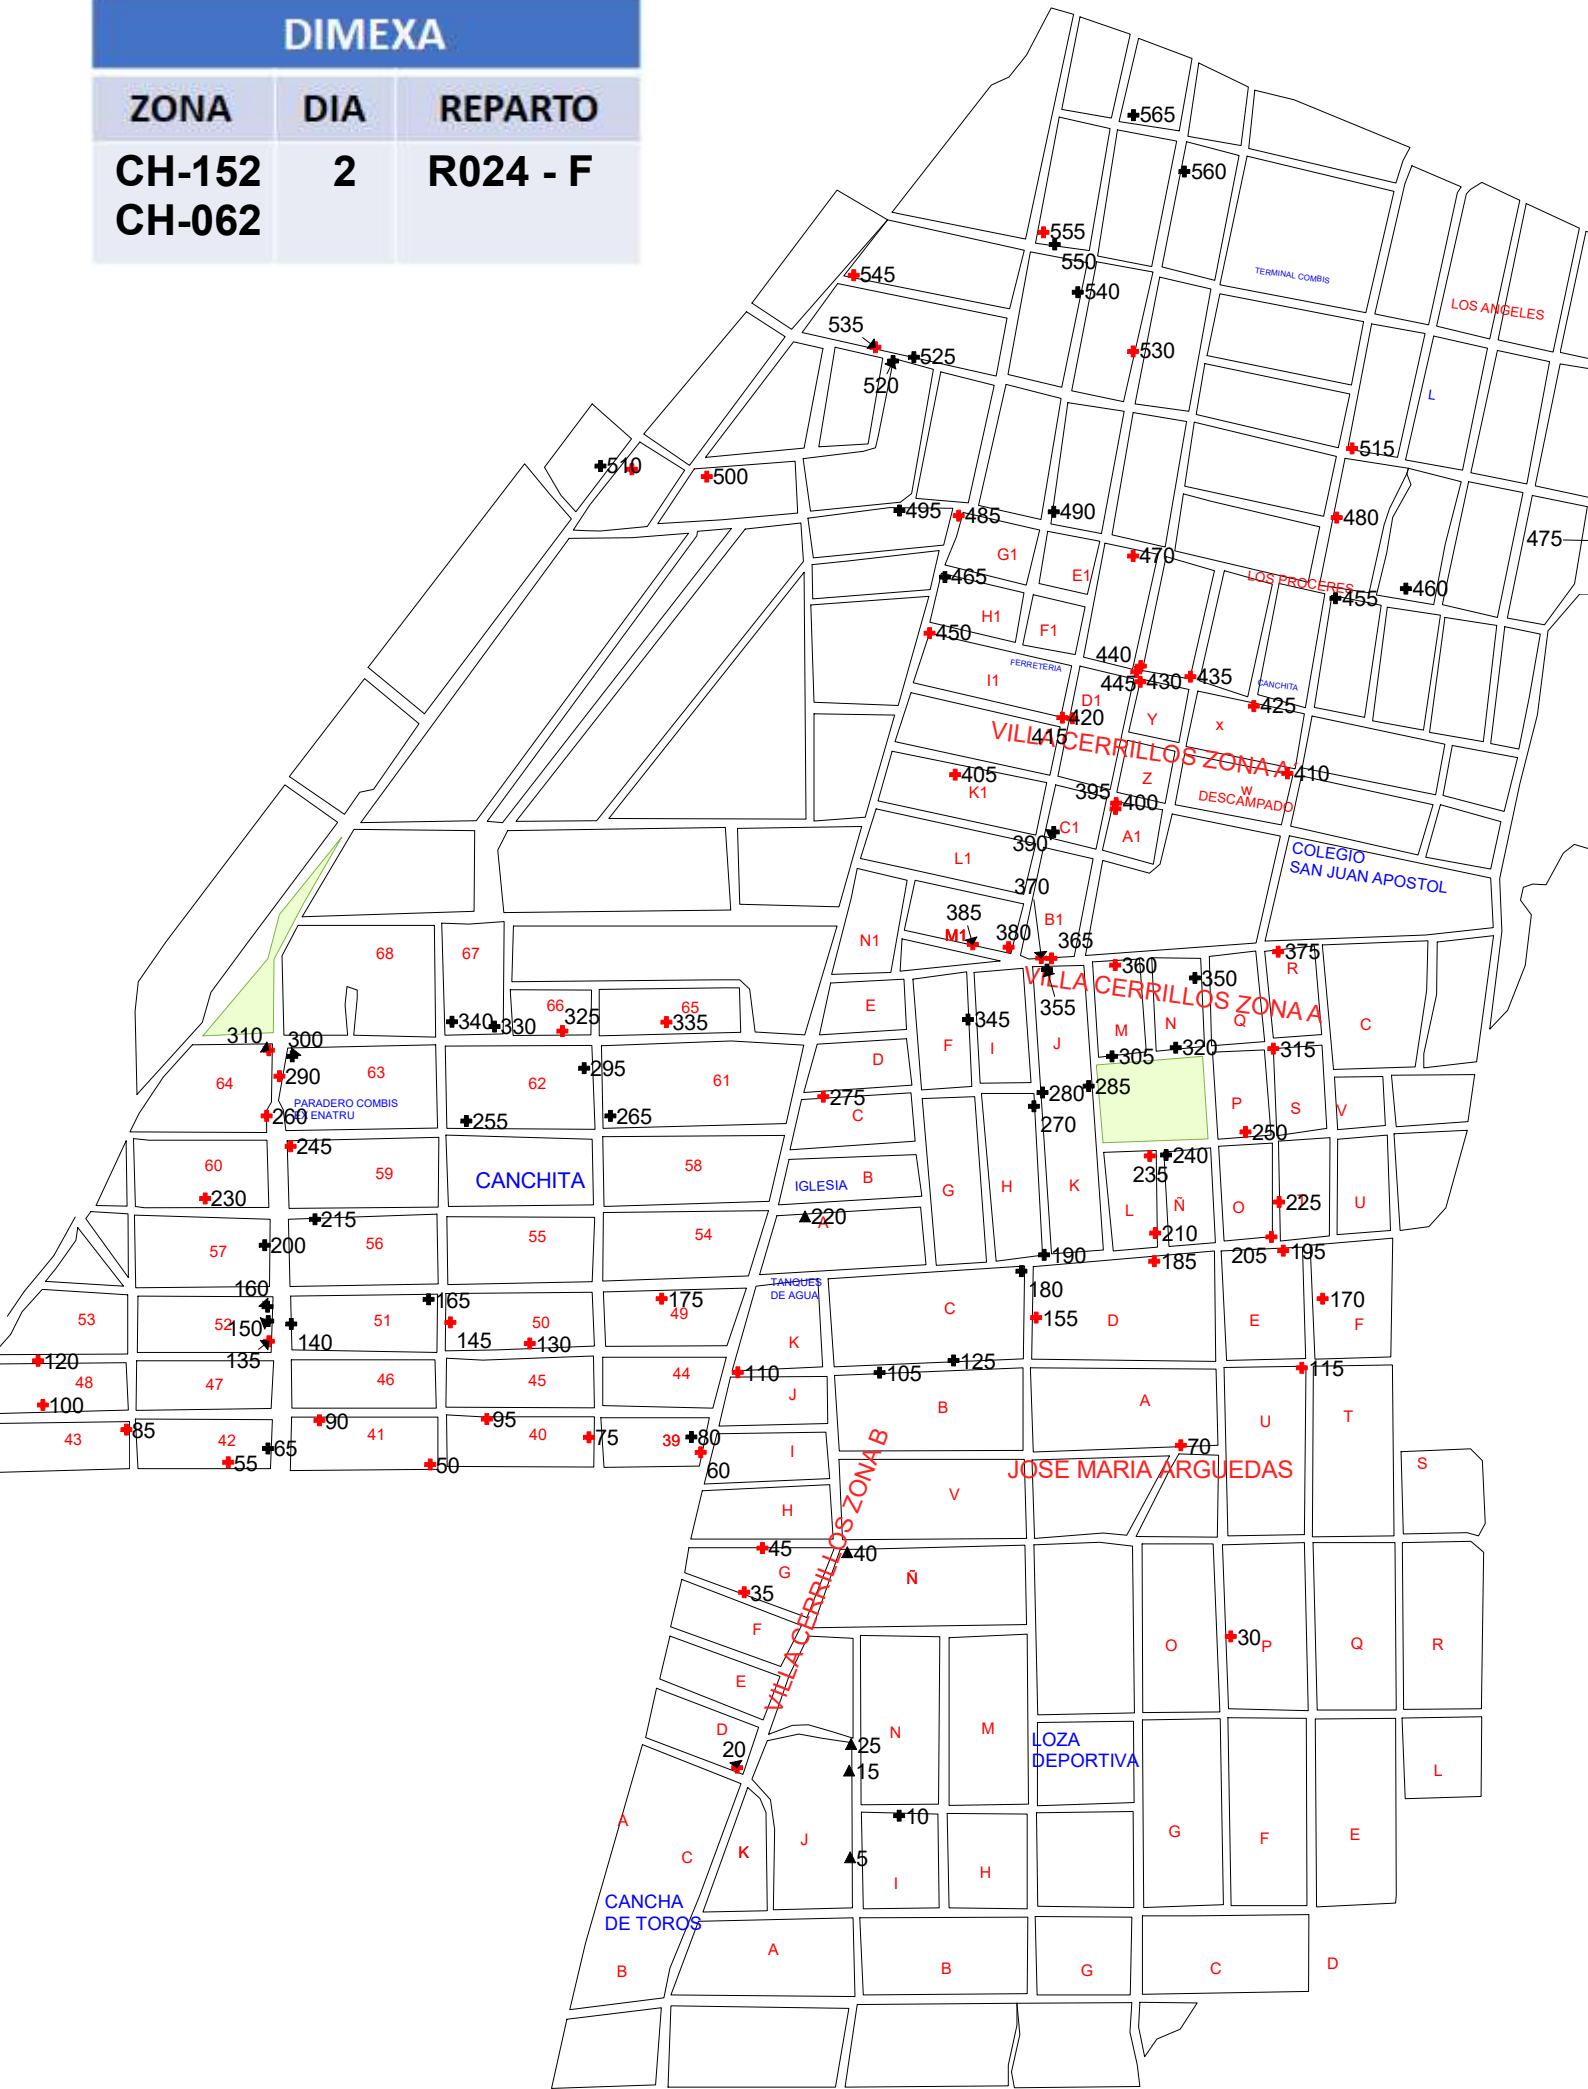 DIMEXA
ZONA DIA REPARTO
CH-152 2 R024 - F
CH-062
565
560
555
550
545
TERMINAL COMBIS
540
LOS ANGELES
535
530
525
520
L
515
510
500
495
485
490
480
475
G1
470
E1
465
LOS PROCERES
460
455
H1
F1
450
440
FERRETERIA
I1
445
430
435
CANCHITA
D1
425
420
Y
x
415
VILLA CERRILLOS ZONA A'
405
Z
410
K1
395
400
w
DESCAMPADO
C1
A1
390
L1
COLEGIO
SAN JUAN APOSTOL
370
385
B1
M1
380
365
N1
375
68
67
360
R
350
VILLA CERRILLOS ZONA A
355
66
65
E
340
330
325
335
345
M
N
Q
C
310
300
F
I
J
305
320
315
64
290
63
62
295
61
D
275
280
285
PARADERO COMBIS
EX ENATRU
260
255
265
C
270
P
S
V
250
245
60
59
CANCHITA
58
IGLESIA
B
235
240
230
G
H
K
L
Ñ
O
T
225
U
215
220
A
210
57
200
56
55
54
190
185
205
195
TANQUES
DE AGUA
160
165
175
180
170
53
52
150
51
50
49
C
155
D
E
F
135
140
145
130
K
120
125
48
47
46
45
44
110
105
115
100
J
B
A
T
U
85
90
95
43
42
41
40
75
39
80
70
65
55
50
60
I
JOSE MARIA ARGUEDAS
S
VILLA CERRILLOS ZONA B
V
H
45
40
G
Ñ
35
F
30
O
P
Q
R
E
D
N
M
20
25
LOZA
DEPORTIVA
15
L
A
10
J
G
F
E
C
K
5
I
H
CANCHA
DE TOROS
A
B
B
G
C
D